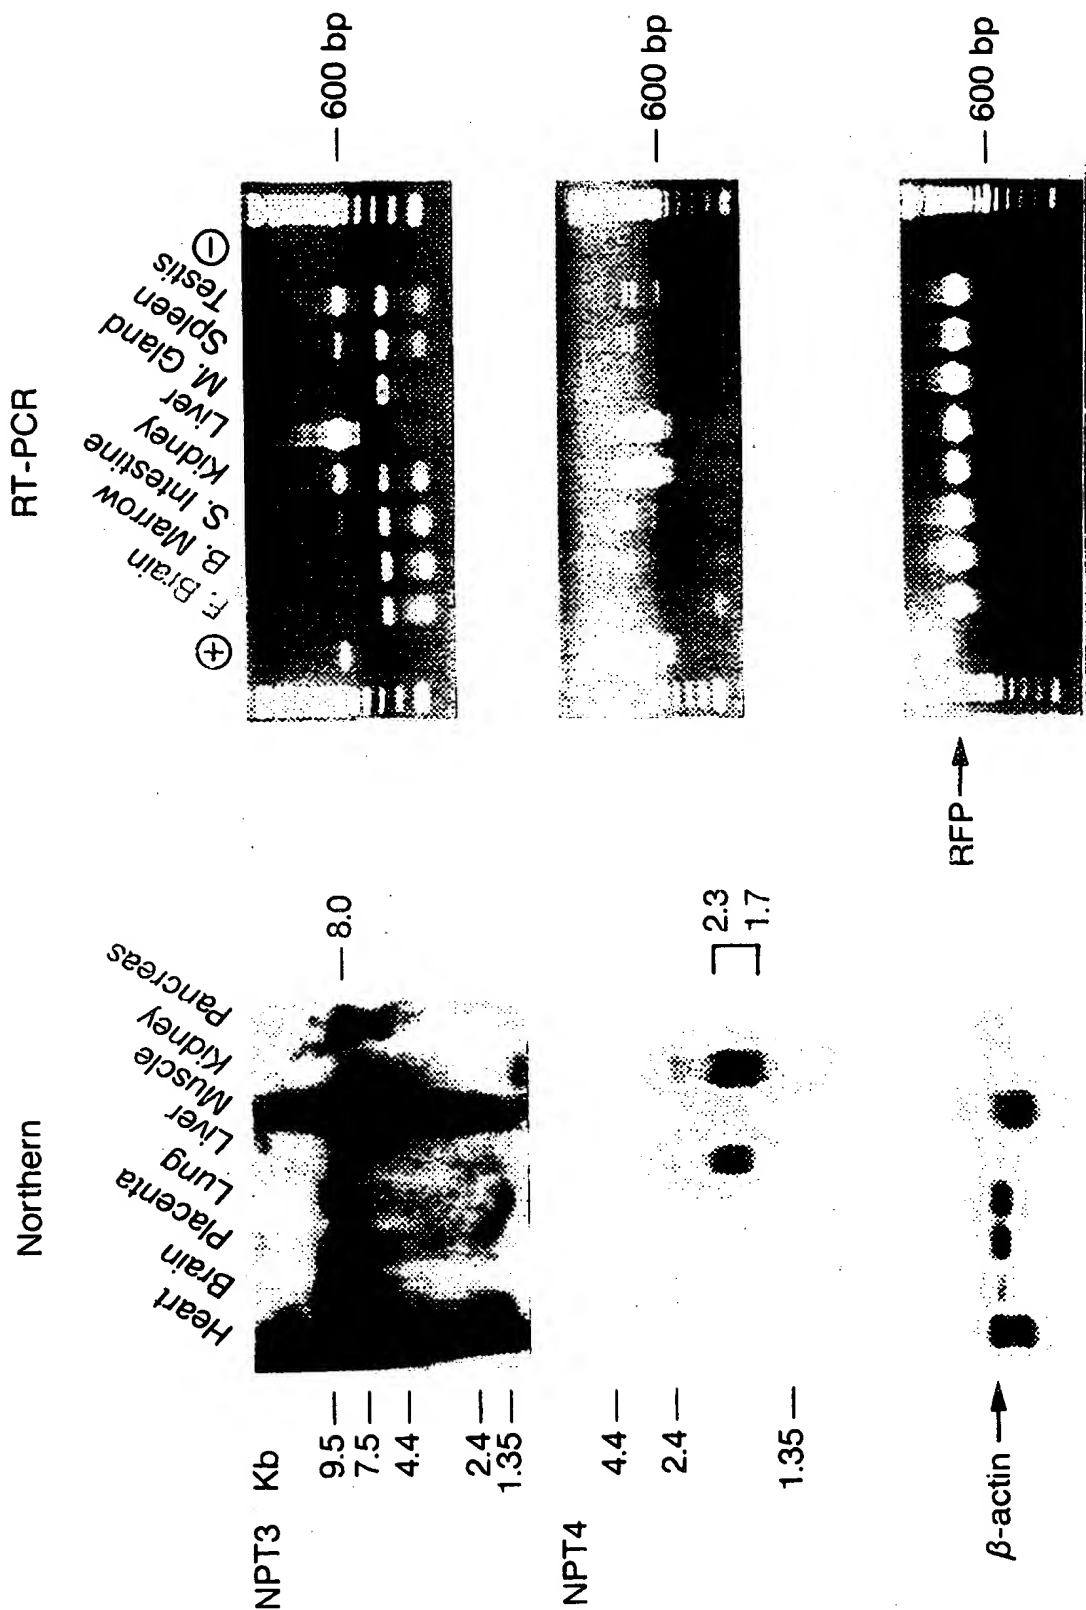 Northern
RT-PCR
Heart
Brain
Placenta
Lung
Liver
Muscle
Kidney
Pancreas
⊕
F. Brain
B. Marrow
S. Intestine
Kidney
Liver
M. Gland
Spleen
Testis
⊖
NPT3
Kb
9.5 —
7.5 —
4.4 —
2.4 —
1.35 —
— 8.0
— 600 bp
NPT4
4.4 —
2.4 —
1.35 —
2.3
1.7
— 600 bp
β-actin →
RFP →
— 600 bp